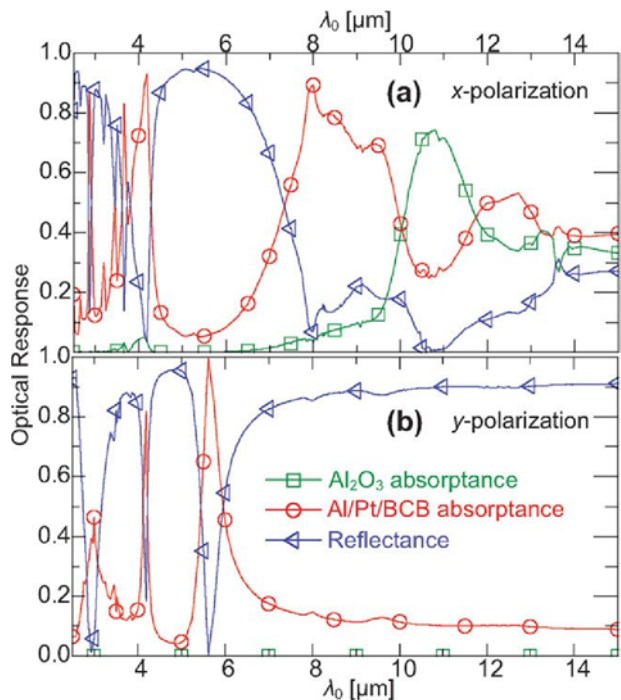 λ₀ [μm]
4 6 8 10 12 14
1.0
0.8
0.6
0.4
0.2
1.0
0.8
0.6
0.4
0.2
0.0
Optical Response
(a) x-polarization
(b) y-polarization
Al₂O₃ absorptance
Al/Pt/BCB absorptance
Reflectance
4 6 8 10 12 14
λ₀ [μm]